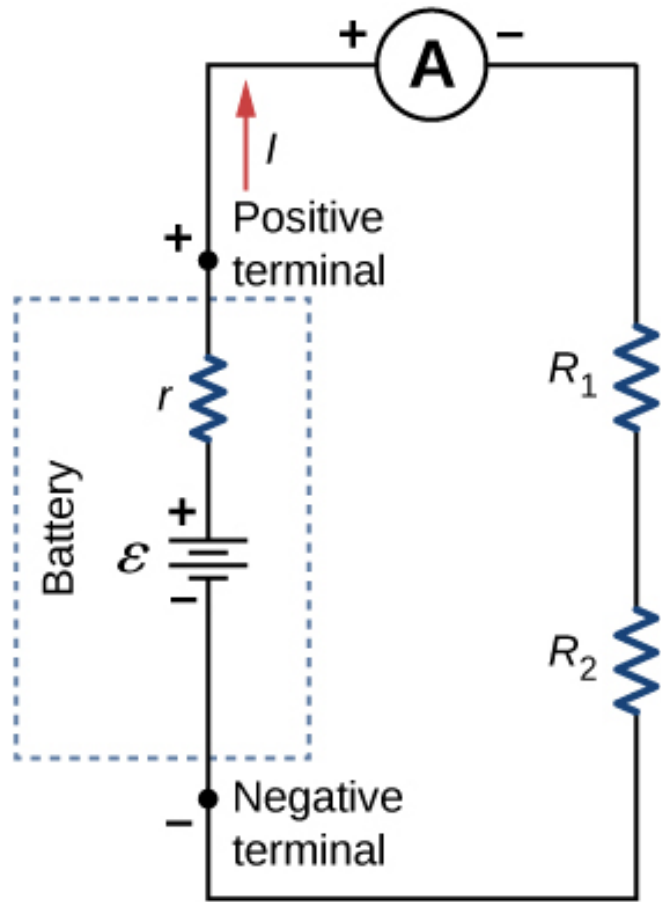 + A −
I
+ Positive
terminal
r
R1
Battery
+
ε
−
R2
Negative
− terminal